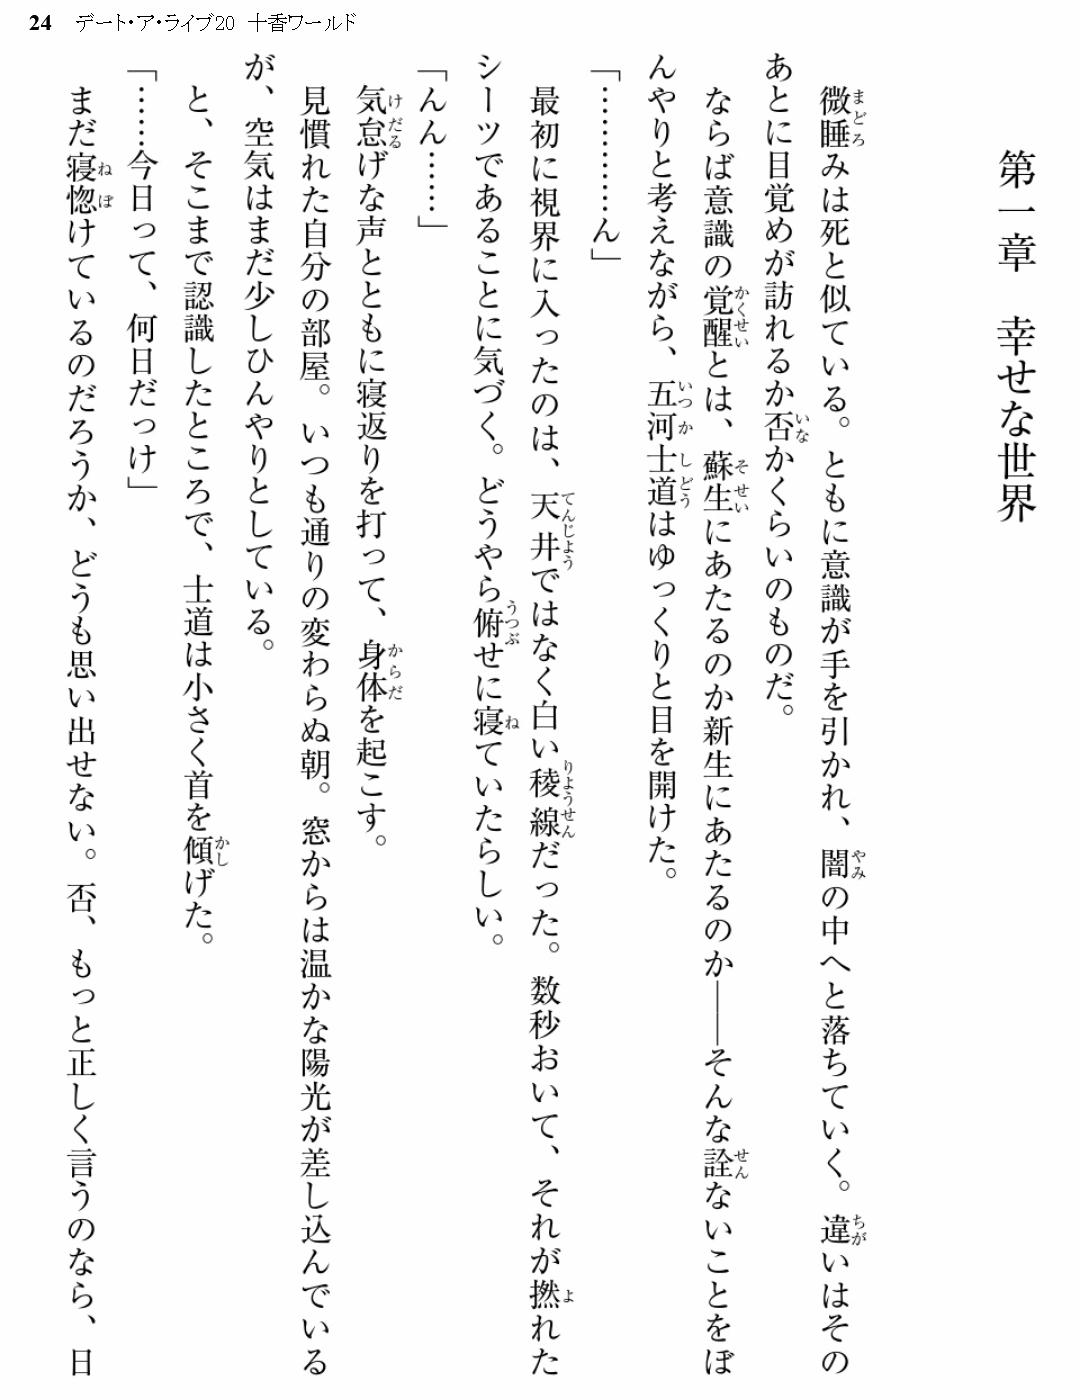 24 デート・ア・ライブ20 十香ワールド
第一章 幸せな世界
微睡みは死と似ている。ともに意識が手を引かれ、闇の中へと落ちていく。違いはその
あとに目覚めが訪れるか否かくらいのものだ。
ならば意識の覚醒とは、蘇生にあたるのか新生にあたるのか――そんな詮ないことをぼ
んやりと考えながら、五河士道はゆっくりと目を開けた。
「…………ん」
最初に視界に入ったのは、天井ではなく白い稜線だった。数秒おいて、それが撚れた
シーツであることに気づく。どうやら俯せに寝ていたらしい。
「んん……」
気怠げな声とともに寝返りを打って、身体を起こす。
見慣れた自分の部屋。いつも通りの変わらぬ朝。窓からは温かな陽光が差し込んでいる
が、空気はまだ少しひんやりとしている。
と、そこまで認識したところで、士道は小さく首を傾げた。
「……今日って、何日だっけ」
まだ寝惚けているのだろうか、どうも思い出せない。否、もっと正しく言うのなら、日